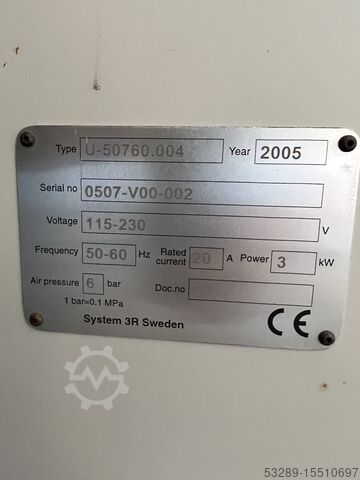 Type U-50760.004 Year 2005
Serial no 0507-V00-002
Voltage 115-230 V
Frequency 50-60 Hz Rated current 20 A Power 3 kW
Air pressure 6 bar Doc.no
1 bar=0.1 MPa
System 3R Sweden CE
53289-15510697